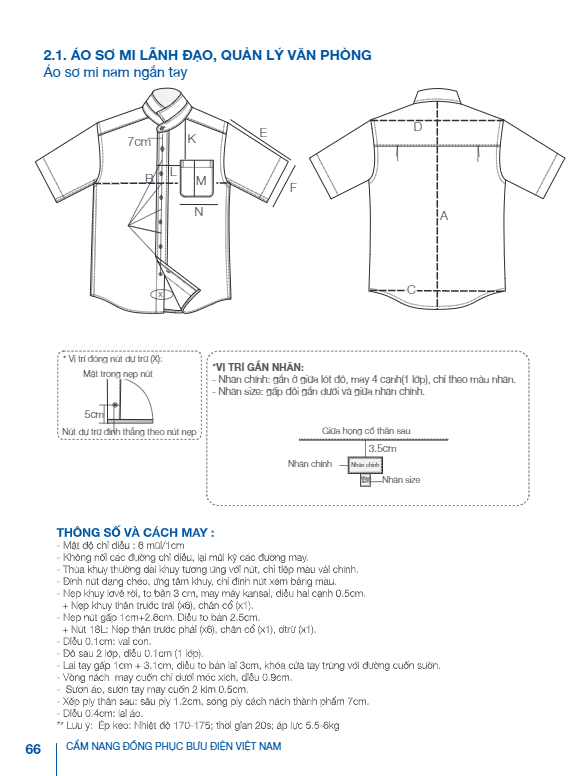 2.1. ÁO SƠ MI LÃNH ĐẠO, QUẢN LÝ VĂN PHÒNG
Áo sơ mi nam ngắn tay
7cm
K
E
B
L
M
F
N
X
D
A
C
* Vị trí đóng nút dự trữ (X):
Mặt trong nẹp nút
5cm
Nút dự trữ đính thẳng theo nút nẹp
*VỊ TRÍ GẮN NHÃN:
- Nhãn chính: gắn ở giữa lót đô, may 4 cạnh(1 lớp), chỉ theo màu nhãn.
- Nhãn size: gấp đôi gắn dưới và giữa nhãn chính.
Giữa họng cổ thân sau
3.5cm
Nhãn chính
Nhãn chính
Nhãn size
THÔNG SỐ VÀ CÁCH MAY :
- Mật độ chỉ diễu : 6 mũi/1cm
- Không nối các đường chỉ diễu, lại mũi kỹ các đường may.
- Thùa khuy thường dài khuy tương ứng với nút, chỉ tiệp màu vải chính.
- Đính nút dạng chéo, ứng tâm khuy, chỉ đính nút xem bảng màu.
- Nẹp khuy lơvê rời, to bản 3 cm, may máy kansai, diễu hai cạnh 0.5cm.
+ Nẹp khuy thân trước trái (x6), chân cổ (x1).
- Nẹp nút gấp 1cm+2.8cm. Diễu to bản 2.5cm.
+ Nút 18L: Nẹp thân trước phải (x6), chân cổ (x1), dtrữ (x1).
- Diễu 0.1cm: vai con.
- Đô sau 2 lớp, diễu 0.1cm (1 lớp).
- Lai tay gấp 1cm + 3.1cm, diễu to bản lai 3cm, khóa cửa tay trùng với đường cuốn sườn.
- Vòng nách may cuốn chỉ dưới móc xích, diễu 0.9cm.
- Sườn áo, sườn tay may cuốn 2 kim 0.5cm.
- Xếp ply thân sau: sâu ply 1.2cm, sóng ply cách nách thành phẩm 7cm.
- Diễu 0.4cm: lai áo.
** Lưu ý: Ép keo: Nhiệt độ 170-175; thời gian 20s; áp lực 5.5-6kg
66
CẨM NANG ĐỒNG PHỤC BƯU ĐIỆN VIỆT NAM